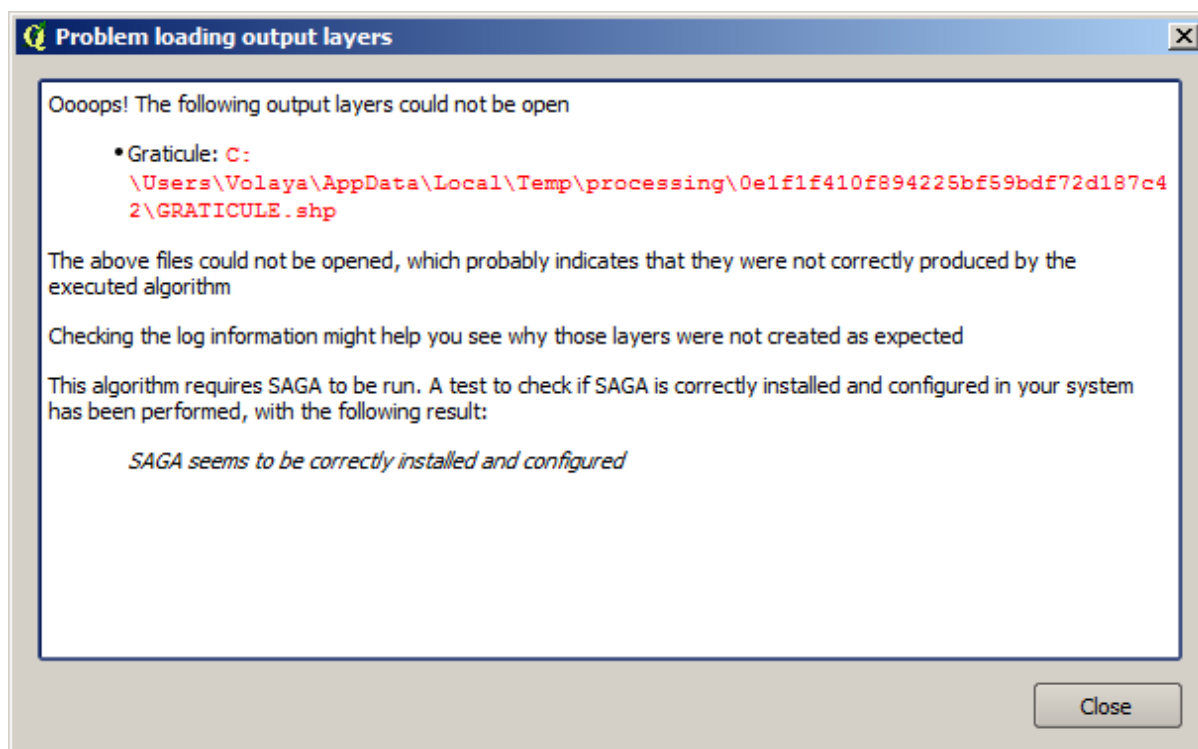 Problem loading output layers
Oooops! The following output layers could not be open
•Graticule: C:
\Users\Volaya\AppData\Local\Temp\processing\0e1f1f410f894225bf59bdf72d187c4
2\GRATICULE.shp
The above files could not be opened, which probably indicates that they were not correctly produced by the
executed algorithm
Checking the log information might help you see why those layers were not created as expected
This algorithm requires SAGA to be run. A test to check if SAGA is correctly installed and configured in your system
has been performed, with the following result:
SAGA seems to be correctly installed and configured
Close